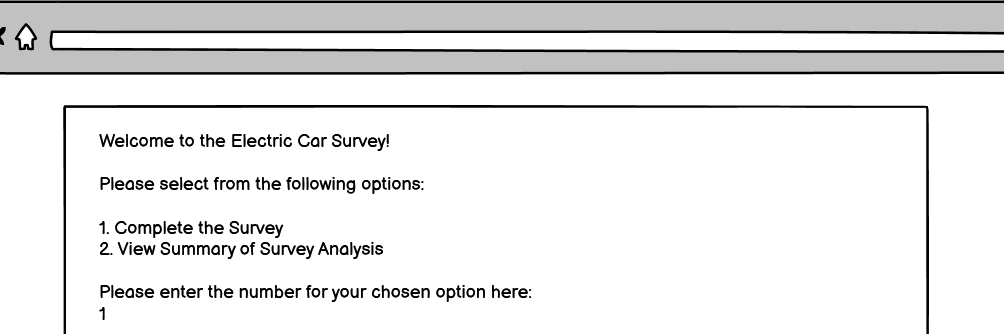 Welcome to the Electric Car Survey!
Please select from the following options:
1. Complete the Survey
2. View Summary of Survey Analysis
Please enter the number for your chosen option here:
1